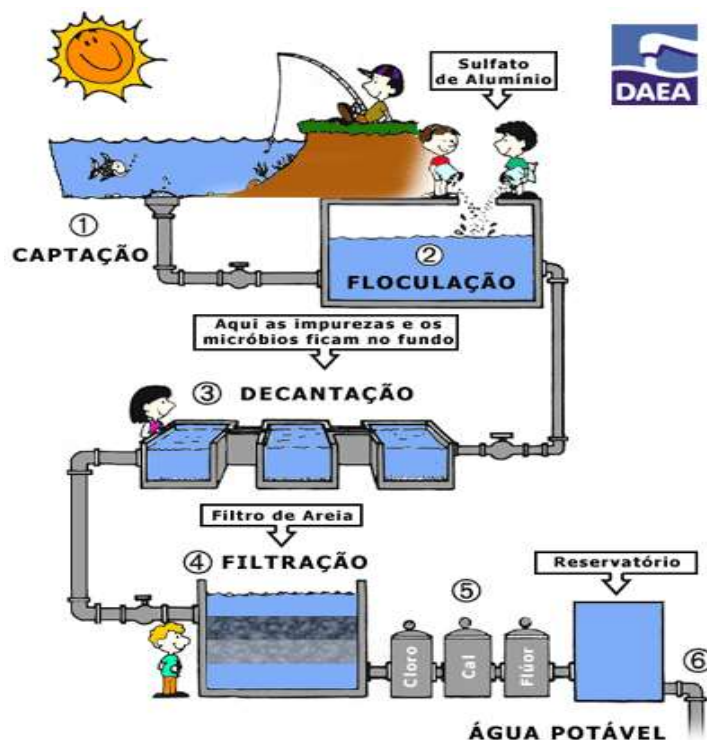 Sulfato
de Alumínio
DAEA
①
CAPTAÇÃO
②
FLOCULAÇÃO
Aqui as impurezas e os
micróbios ficam no fundo
③ DECANTAÇÃO
Filtro de Areia
④ FILTRAÇÃO
Reservatório
⑤
Cloro
Cal
Flúor
⑥
ÁGUA POTÁVEL